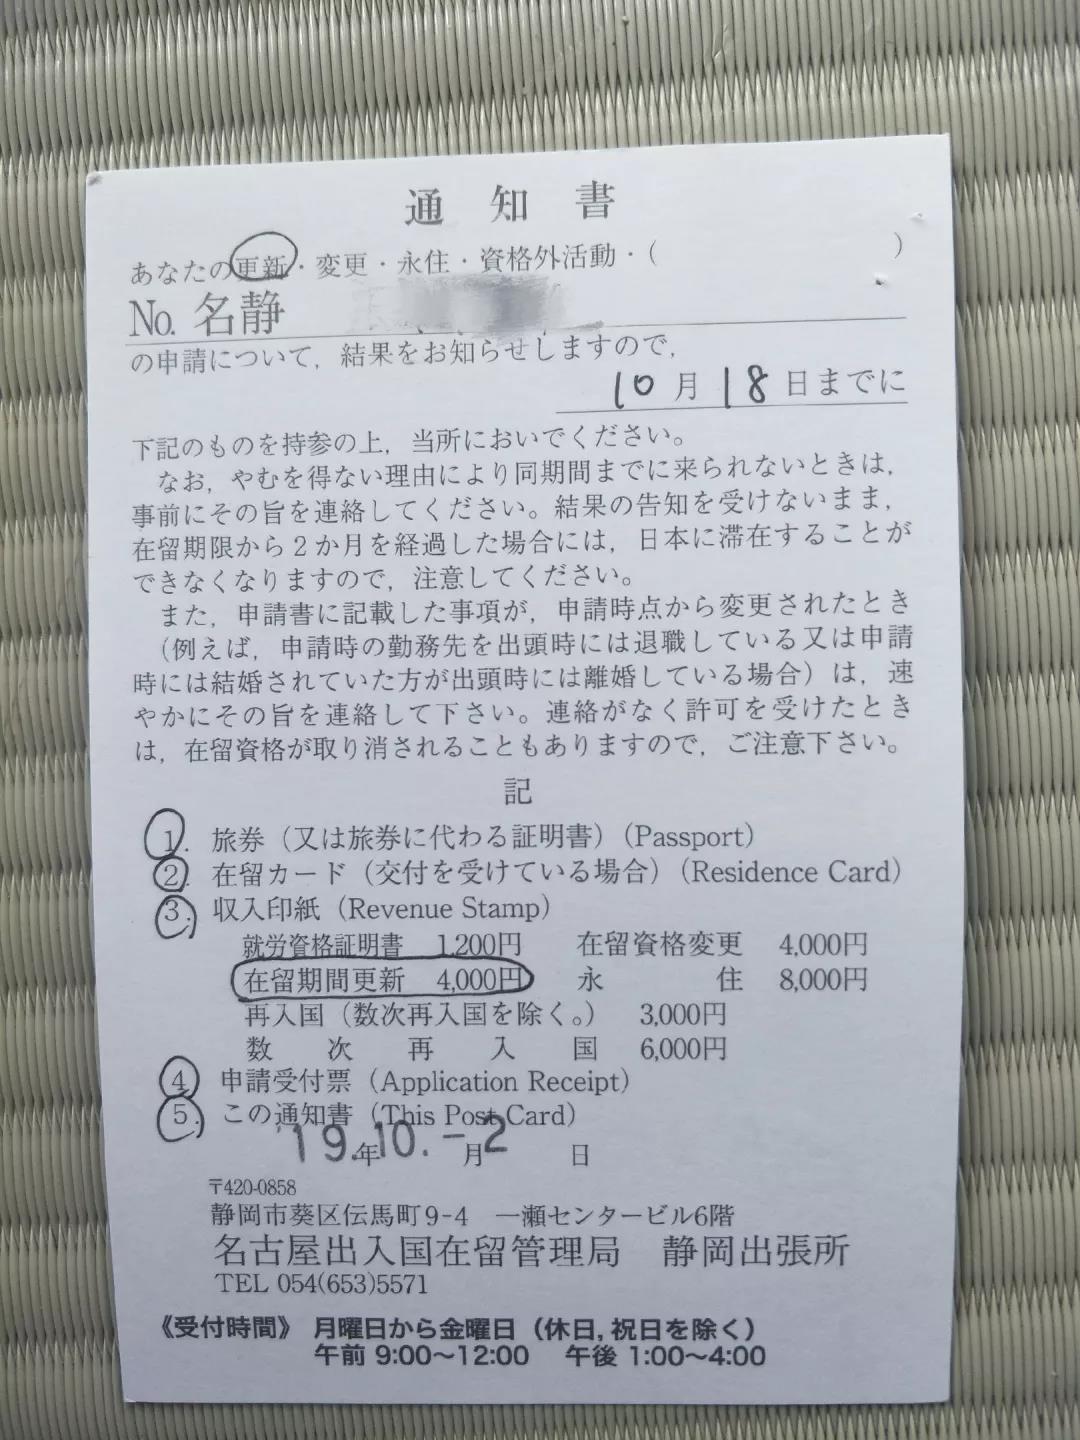 通知書
あなたの更新・変更・永住・資格外活動・(　　　)
No. 名静
の申請について，結果をお知らせしますので，
10月18日までに
下記のものを持参の上，当所においでください。
なお，やむを得ない理由により同期間までに来られないときは，
事前にその旨を連絡してください。結果の告知を受けないまま，
在留期限から2か月を経過した場合には，日本に滞在することが
できなくなりますので，注意してください。
また，申請書に記載した事項が，申請時点から変更されたとき
（例えば，申請時の勤務先を出頭時には退職している又は申請
時には結婚されていた方が出頭時には離婚している場合）は，速
やかにその旨を連絡して下さい。連絡がなく許可を受けたとき
は，在留資格が取り消されることもありますので，ご注意下さい。
記
1. 旅券（又は旅券に代わる証明書）（Passport）
2. 在留カード（交付を受けている場合）（Residence Card）
3. 収入印紙（Revenue Stamp）
就労資格証明書 1,200円 在留資格変更 4,000円
在留期間更新 4,000円 永住 8,000円
再入国（数次再入国を除く。） 3,000円
数次再入国 6,000円
4. 申請受付票（Application Receipt）
5. この通知書（This Post Card）
'19.年10.月-2日
〒420-0858
静岡市葵区伝馬町9-4 一瀬センタービル6階
名古屋出入国在留管理局 静岡出張所
TEL 054(653)5571
《受付時間》 月曜日から金曜日（休日，祝日を除く）
午前 9:00～12:00 午後 1:00～4:00